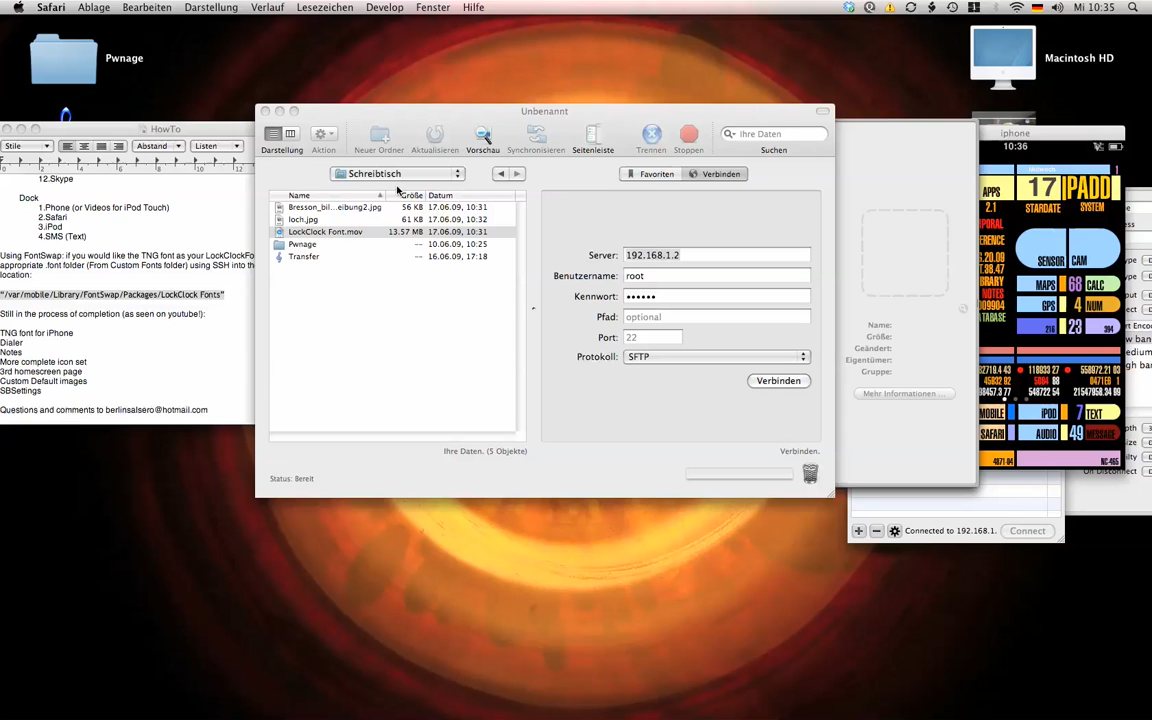 Safari Ablage Bearbeiten Darstellung Verlauf Lesezeichen Develop Fenster Hilfe
Mi 10:35
Pwnage
Macintosh HD
HowTo
Stile Abstand Listen
12.Skype
Dock
1.Phone (or Videos for iPod Touch)
2.Safari
3.iPod
4.SMS (Text)
Using FontSwap: if you would like the TNG font as your LockClockFo
appropriate .font folder (From Custom Fonts folder) using SSH into the
location:
"/var/mobile/Library/FontSwap/Packages/LockClock Fonts"
Still in the process of completion (as seen on youtube!):
TNG font for iPhone
Dialer
Notes
More complete icon set
3rd homescreen page
Custom Default images
SBSettings
Questions and comments to berlinsalsero@hotmail.com
Unbenannt
Ihre Daten
Darstellung Aktion Neuer Ordner Aktualisieren Vorschau Synchronisieren Seitenleiste Trennen Stoppen Suchen
Schreibtisch
Favoriten Verbinden
Name Größe Datum
Bresson_bil...eibung2.jpg 56 KB 17.06.09, 10:31
loch.jpg 61 KB 17.06.09, 10:32
LockClock Font.mov 13.57 MB 17.06.09, 10:31
Pwnage -- 10.06.09, 10:25
Transfer -- 16.06.09, 17:18
Server: 192.168.1.2
Benutzername: root
Kennwort: ••••••
Pfad: optional
Port: 22
Protokoll: SFTP
Verbinden
Ihre Daten. (5 Objekte)
Verbinden.
Status: Bereit
Name:
Größe:
Geändert:
Eigentümer:
Gruppe:
Mehr Informationen ...
iphone
10:36
APPS 17 IPADD
2.1 STARDATE SYSTEM
SENSOR CAM
MAPS 68 CALC
GPS 4 NUM
216 23 394
MOBILE iPOD 7 TEXT
SAFARI AUDIO 49 MESSAGE
4071-84 NC-465
Connected to 192.168.1.
Connect